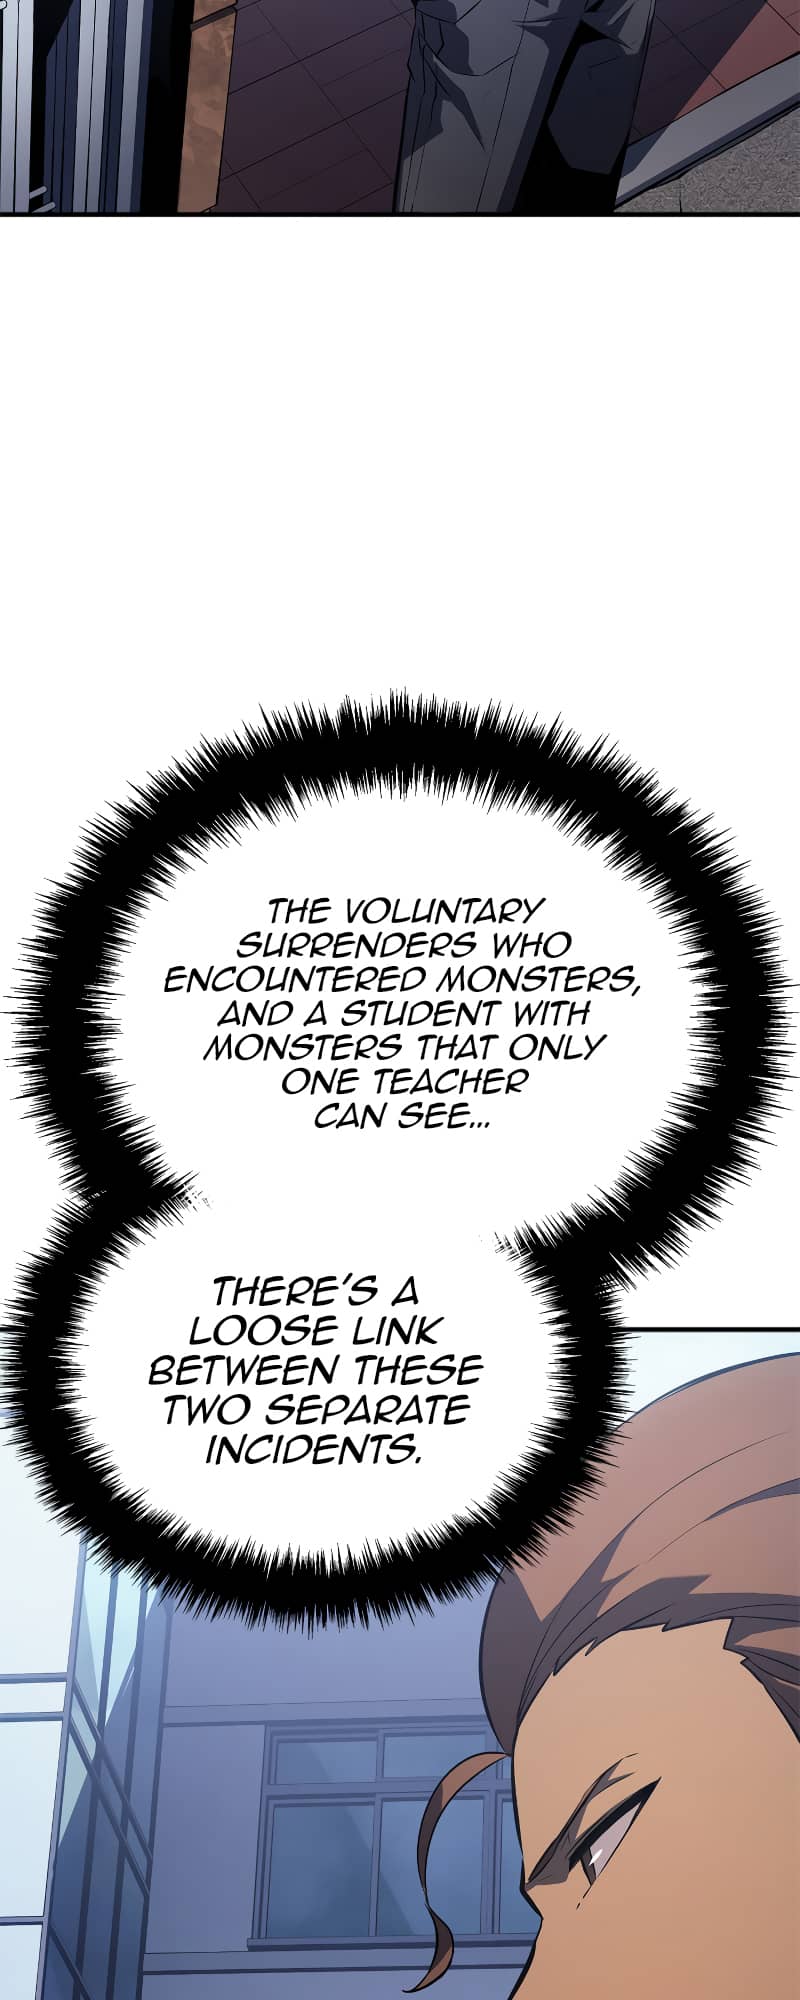 THE VOLUNTARY
SURRENDERS WHO
ENCOUNTERED MONSTERS,
AND A STUDENT WITH
MONSTERS THAT ONLY
ONE TEACHER
CAN SEE...
THERE'S A
LOOSE LINK
BETWEEN THESE
TWO SEPARATE
INCIDENTS.